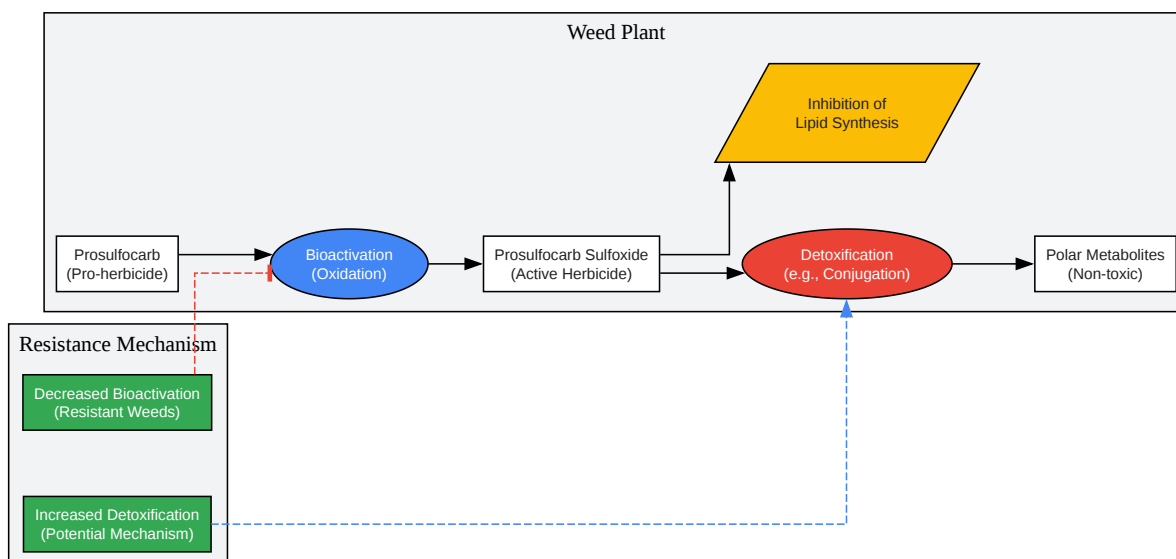 Weed Plant
Inhibition of
Lipid Synthesis
Prosulfocarb
(Pro-herbicide)
Bioactivation
(Oxidation)
Prosulfocarb Sulfoxide
(Active Herbicide)
Detoxification
(e.g., Conjugation)
Polar Metabolites
(Non-toxic)
Resistance Mechanism
Decreased Bioactivation
(Resistant Weeds)
Increased Detoxification
(Potential Mechanism)